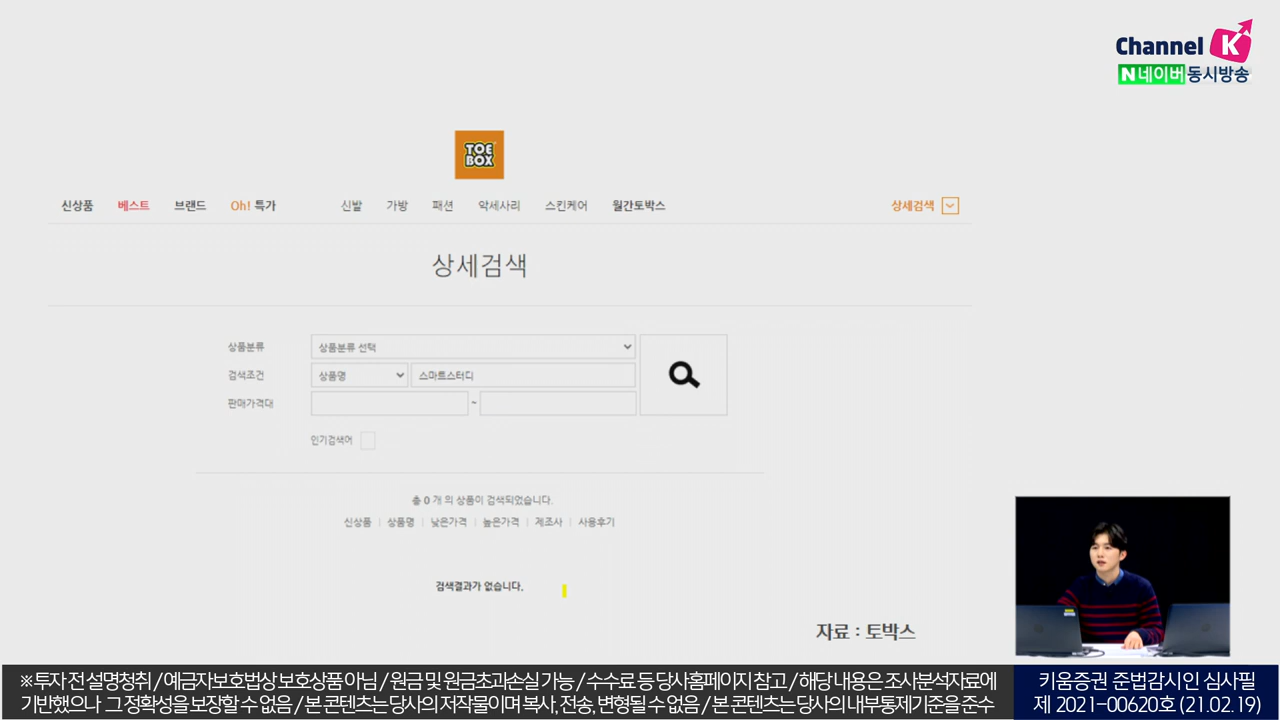 Channel K
N 네이버 동시방송
TOE
BOX
신상품 베스트 브랜드 Oh! 특가 신발 가방 패션 악세사리 스킨케어 월간토박스 상세검색
상세검색
상품분류 상품분류 선택
검색조건 상품명 스마트스터디
판매가격대 ~
인기검색어
총 0 개 의 상품이 검색되었습니다.
신상품 | 상품명 | 낮은가격 | 높은가격 | 제조사 | 사용후기
검색결과가 없습니다.
자료 : 토박스
※ 투자 전 설명청취 / 예금자보호법상 보호상품 아님 / 원금 및 원금초과손실 가능 / 수수료 등 당사홈페이지 참고 / 해당 내용은 조사분석자료에
기반했으나 그 정확성을 보장할 수 없음 / 본 콘텐츠는 당사의 저작물이며 복사, 전송, 변형될 수 없음 / 본 콘텐츠는 당사의 내부통제기준을 준수
키움증권 준법감시인 심사필
제 2021-00620호 (21.02.19)